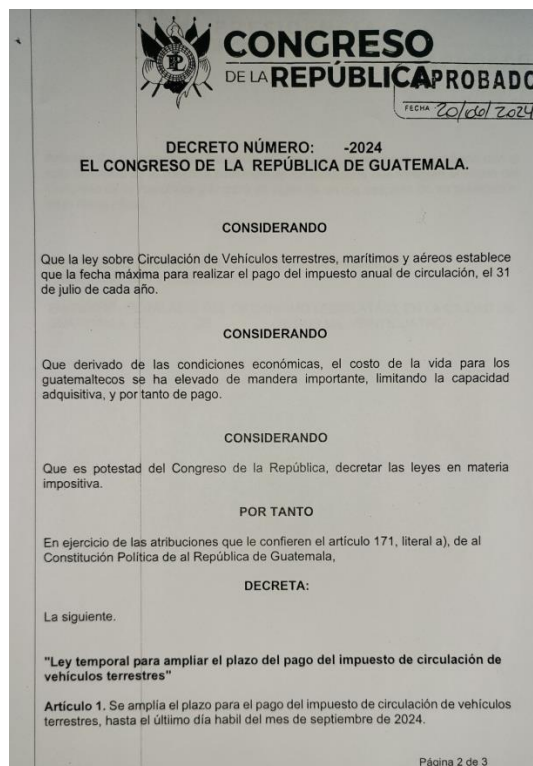 CONGRESO
DE LA REPÚBLICA
APROBADO
FECHA 20/06/2024
DECRETO NÚMERO: -2024
EL CONGRESO DE LA REPÚBLICA DE GUATEMALA.
CONSIDERANDO
Que la ley sobre Circulación de Vehículos terrestres, marítimos y aéreos establece
que la fecha máxima para realizar el pago del impuesto anual de circulación, el 31
de julio de cada año.
CONSIDERANDO
Que derivado de las condiciones económicas, el costo de la vida para los
guatemaltecos se ha elevado de mandera importante, limitando la capacidad
adquisitiva, y por tanto de pago.
CONSIDERANDO
Que es potestad del Congreso de la República, decretar las leyes en materia
impositiva.
POR TANTO
En ejercicio de las atribuciones que le confieren el artículo 171, literal a), de al
Constitución Política de al República de Guatemala,
DECRETA:
La siguiente.
"Ley temporal para ampliar el plazo del pago del impuesto de circulación de
vehículos terrestres"
Artículo 1. Se amplía el plazo para el pago del impuesto de circulación de vehículos
terrestres, hasta el últiimo día habil del mes de septiembre de 2024.
Página 2 de 3